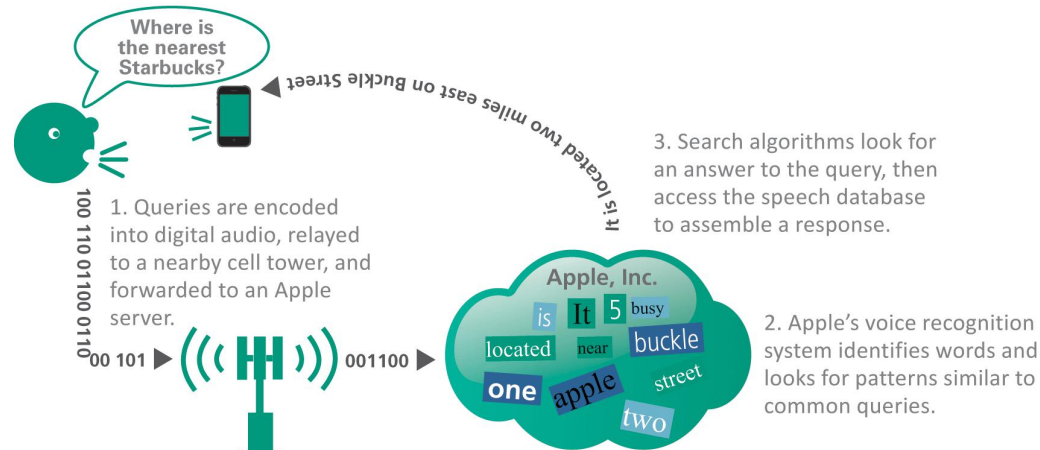 Where is
the nearest
Starbucks?
It is located two miles east on Buckle Street
3. Search algorithms look for
an answer to the query, then
access the speech database
to assemble a response.
1. Queries are encoded
into digital audio, relayed
to a nearby cell tower, and
forwarded to an Apple
server.
100 110 01100 0110
00 101
001100
Apple, Inc.
is It 5 busy
located near buckle
one apple street
two
2. Apple’s voice recognition
system identifies words and
looks for patterns similar to
common queries.